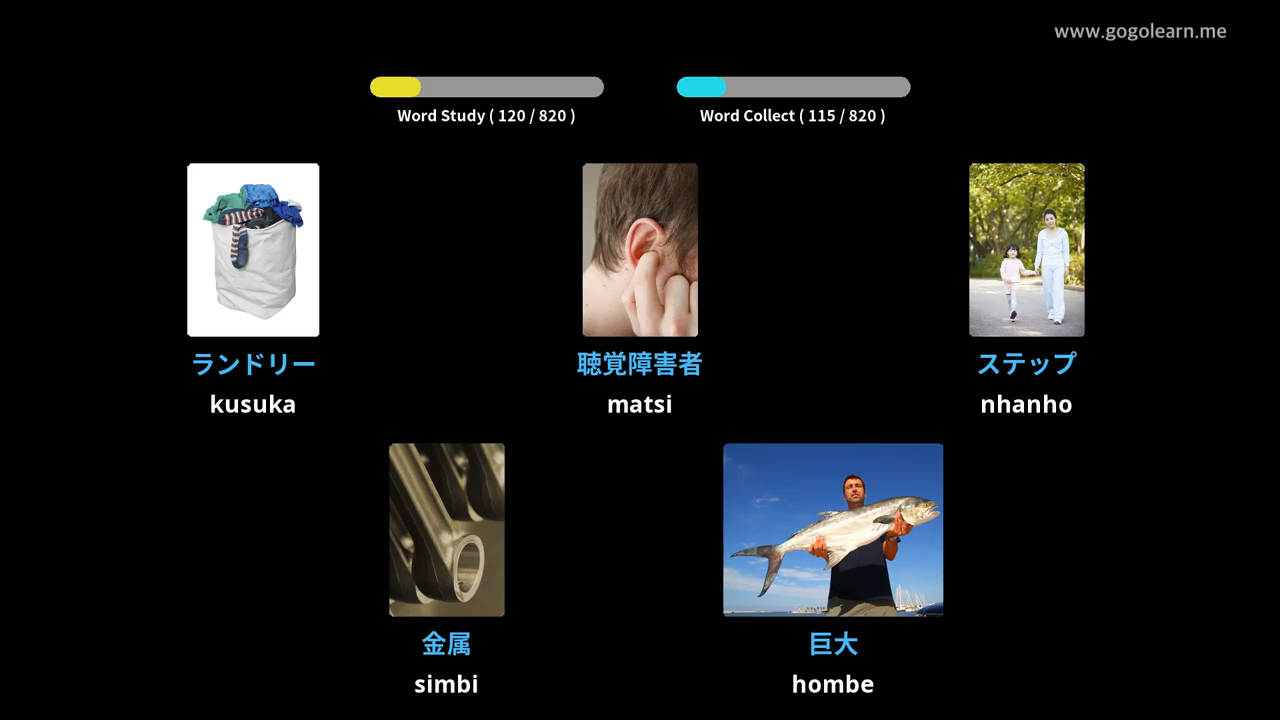 www.gogolearn.me
Word Study ( 120 / 820 )
Word Collect ( 115 / 820 )
ランドリー
kusuka
聴覚障害者
matsi
ステップ
nhanho
金属
simbi
巨大
hombe